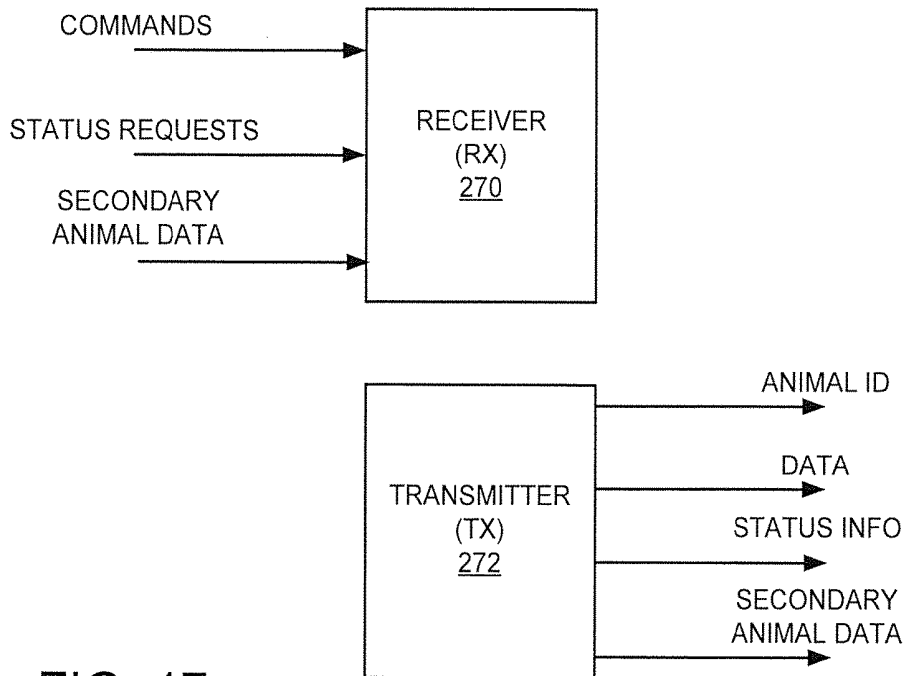 COMMANDS
STATUS REQUESTS
SECONDARY
ANIMAL DATA
RECEIVER
(RX)
270
TRANSMITTER
(TX)
272
ANIMAL ID
DATA
STATUS INFO
SECONDARY
ANIMAL DATA